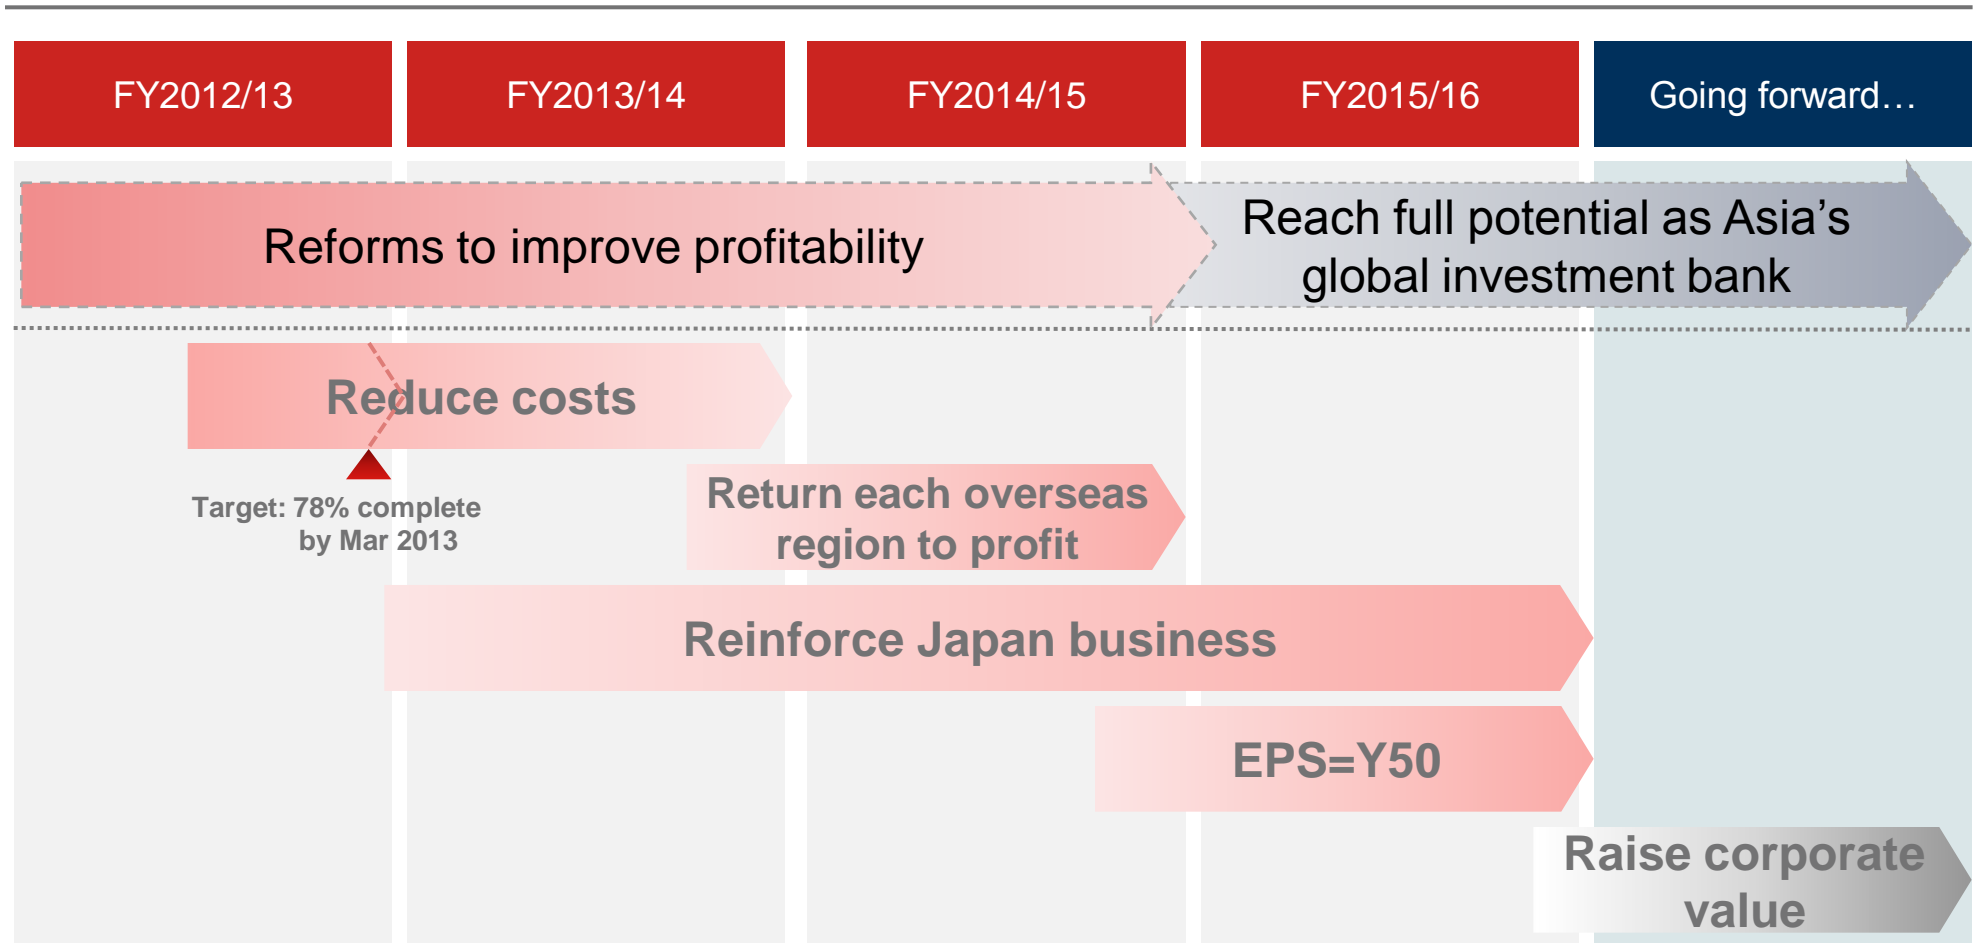 FY2012/13
FY2013/14
FY2014/15
FY2015/16
Going forward…
Reforms to improve profitability
Reach full potential as Asia’s
global investment bank
Reduce costs
Target: 78% complete
by Mar 2013
Return each overseas
region to profit
Reinforce Japan business
EPS=Y50
Raise corporate
value